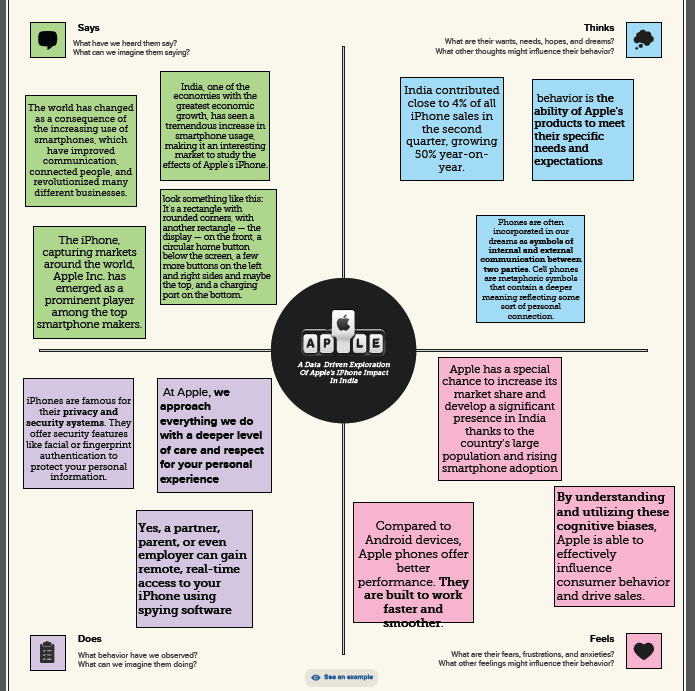 Says
What have we heard them say?
What can we imagine them saying?
Thinks
What are their wants, needs, hopes, and dreams?
What other thoughts might influence their behavior?
The world has changed
as a consequence of
the increasing use of
smartphones, which
have improved
communication,
connected people, and
revolutionized many
different businesses.
India, one of the
economies with the
greatest economic
growth, has seen a
tremendous increase in
smartphone usage,
making it an interesting
market to study the
effects of Apple's iPhone.
The iPhone,
capturing markets
around the world,
Apple Inc. has
emerged as a
prominent player
among the top
smartphone makers.
look something like this:
It's a rectangle with
rounded corners, with
another rectangle — the
display — on the front, a
circular home button
below the screen, a few
more buttons on the left
and right sides and maybe
the top, and a charging
port on the bottom.
India contributed
close to 4% of all
iPhone sales in
the second
quarter, growing
50% year-on-
year.
behavior is the
ability of Apple's
products to meet
their specific
needs and
expectations
Phones are often
incorporated in our
dreams as symbols of
internal and external
communication between
two parties. Cell phones
are metaphoric symbols
that contain a deeper
meaning reflecting some
sort of personal
connection.
APPLE
A Data Driven Exploration
Of Apple's iPhone Impact
In India
iPhones are famous for
their privacy and
security systems. They
offer security features
like facial or fingerprint
authentication to
protect your personal
information.
At Apple, we
approach
everything we do
with a deeper level
of care and respect
for your personal
experience
Yes, a partner,
parent, or even
employer can gain
remote, real-time
access to your
iPhone using
spying software
Apple has a special
chance to increase its
market share and
develop a significant
presence in India
thanks to the
country's large
population and rising
smartphone adoption
Compared to
Android devices,
Apple phones offer
better
performance. They
are built to work
faster and
smoother.
By understanding
and utilizing these
cognitive biases,
Apple is able to
effectively
influence
consumer behavior
and drive sales.
Does
What behavior have we observed?
What can we imagine them doing?
Feels
What are their fears, frustrations, and anxieties?
What other feelings might influence their behavior?
See an example